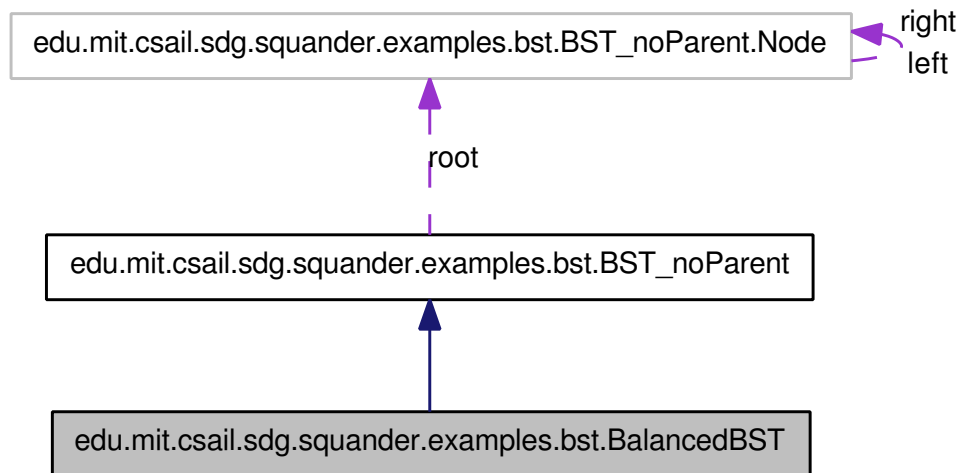 edu.mit.csail.sdg.squander.examples.bst.BST_noParent.Node
right
left
root
edu.mit.csail.sdg.squander.examples.bst.BST_noParent
edu.mit.csail.sdg.squander.examples.bst.BalancedBST